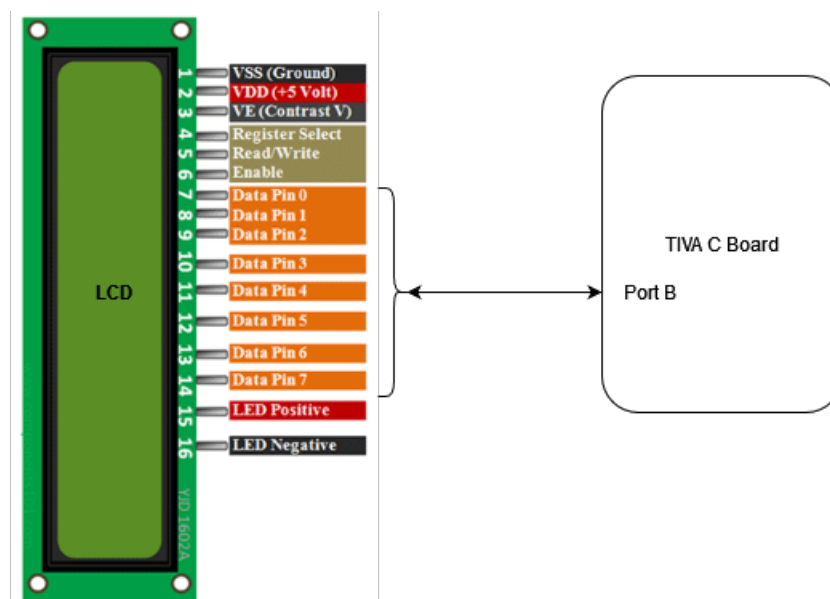 1 VSS (Ground)
2 VDD (+5 Volt)
3 VE (Contrast V)
4 Register Select
5 Read/Write
6 Enable
7 Data Pin 0
8 Data Pin 1
9 Data Pin 2
10 Data Pin 3
11 Data Pin 4
12 Data Pin 5
13 Data Pin 6
14 Data Pin 7
15 LED Positive
16 LED Negative
LCD
YJD 1602A
TIVA C Board
Port B